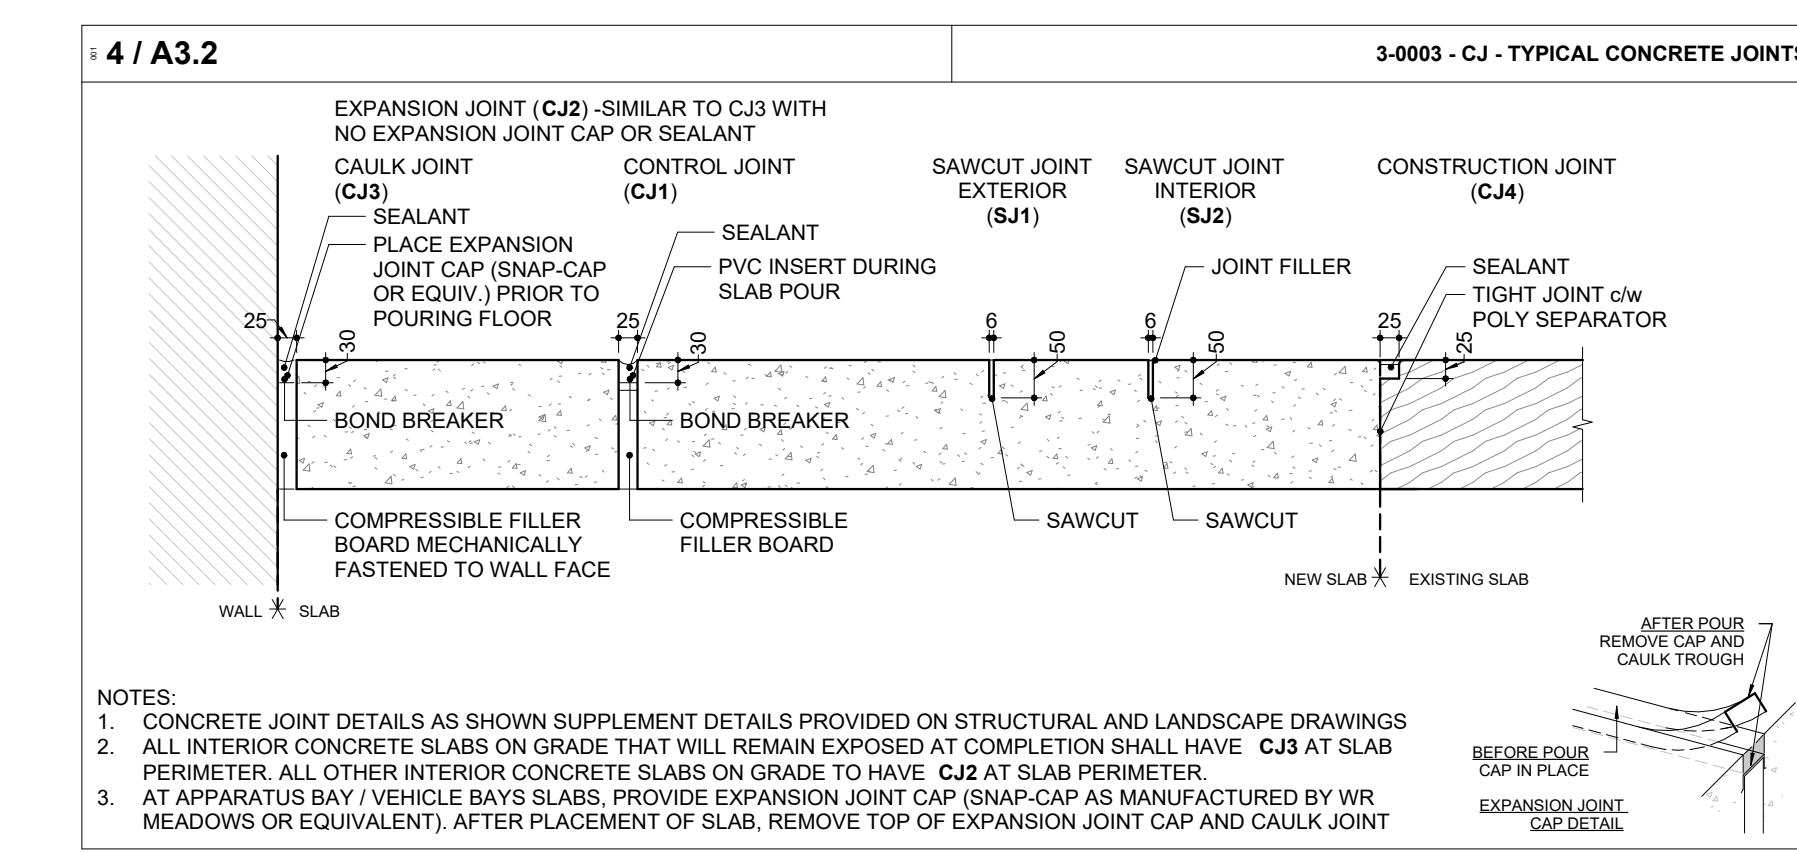 001
4 / A3.2
3-0003 - CJ - TYPICAL CONCRETE JOINTS
EXPANSION JOINT (CJ2) -SIMILAR TO CJ3 WITH
NO EXPANSION JOINT CAP OR SEALANT
CAULK JOINT
(CJ3)
SEALANT
PLACE EXPANSION
JOINT CAP (SNAP-CAP
OR EQUIV.) PRIOR TO
POURING FLOOR
25
30
BOND BREAKER
COMPRESSIBLE FILLER
BOARD MECHANICALLY
FASTENED TO WALL FACE
WALL
SLAB
CONTROL JOINT
(CJ1)
SEALANT
PVC INSERT DURING
SLAB POUR
25
30
BOND BREAKER
COMPRESSIBLE
FILLER BOARD
SAWCUT JOINT
EXTERIOR
(SJ1)
6
50
SAWCUT
SAWCUT JOINT
INTERIOR
(SJ2)
JOINT FILLER
6
50
SAWCUT
CONSTRUCTION JOINT
(CJ4)
SEALANT
TIGHT JOINT c/w
POLY SEPARATOR
25
25
NEW SLAB
EXISTING SLAB
NOTES:
1. CONCRETE JOINT DETAILS AS SHOWN SUPPLEMENT DETAILS PROVIDED ON STRUCTURAL AND LANDSCAPE DRAWINGS
2. ALL INTERIOR CONCRETE SLABS ON GRADE THAT WILL REMAIN EXPOSED AT COMPLETION SHALL HAVE CJ3 AT SLAB
PERIMETER. ALL OTHER INTERIOR CONCRETE SLABS ON GRADE TO HAVE CJ2 AT SLAB PERIMETER.
3. AT APPARATUS BAY / VEHICLE BAYS SLABS, PROVIDE EXPANSION JOINT CAP (SNAP-CAP AS MANUFACTURED BY WR
MEADOWS OR EQUIVALENT). AFTER PLACEMENT OF SLAB, REMOVE TOP OF EXPANSION JOINT CAP AND CAULK JOINT
AFTER POUR
REMOVE CAP AND
CAULK TROUGH
BEFORE POUR
CAP IN PLACE
EXPANSION JOINT
CAP DETAIL